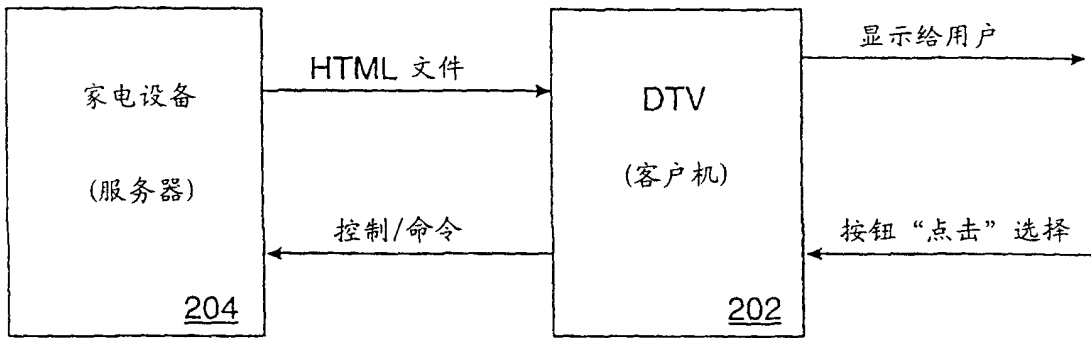 显示给用户
HTML 文件
家电设备
DTV
(服务器)
(客户机)
控制/命令
按钮“点击”选择
204
202